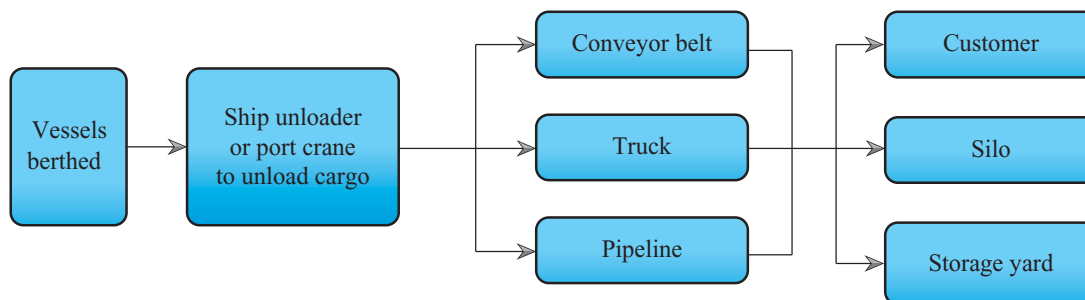 Vessels
berthed
Ship unloader
or port crane
to unload cargo
Conveyor belt
Truck
Pipeline
Customer
Silo
Storage yard